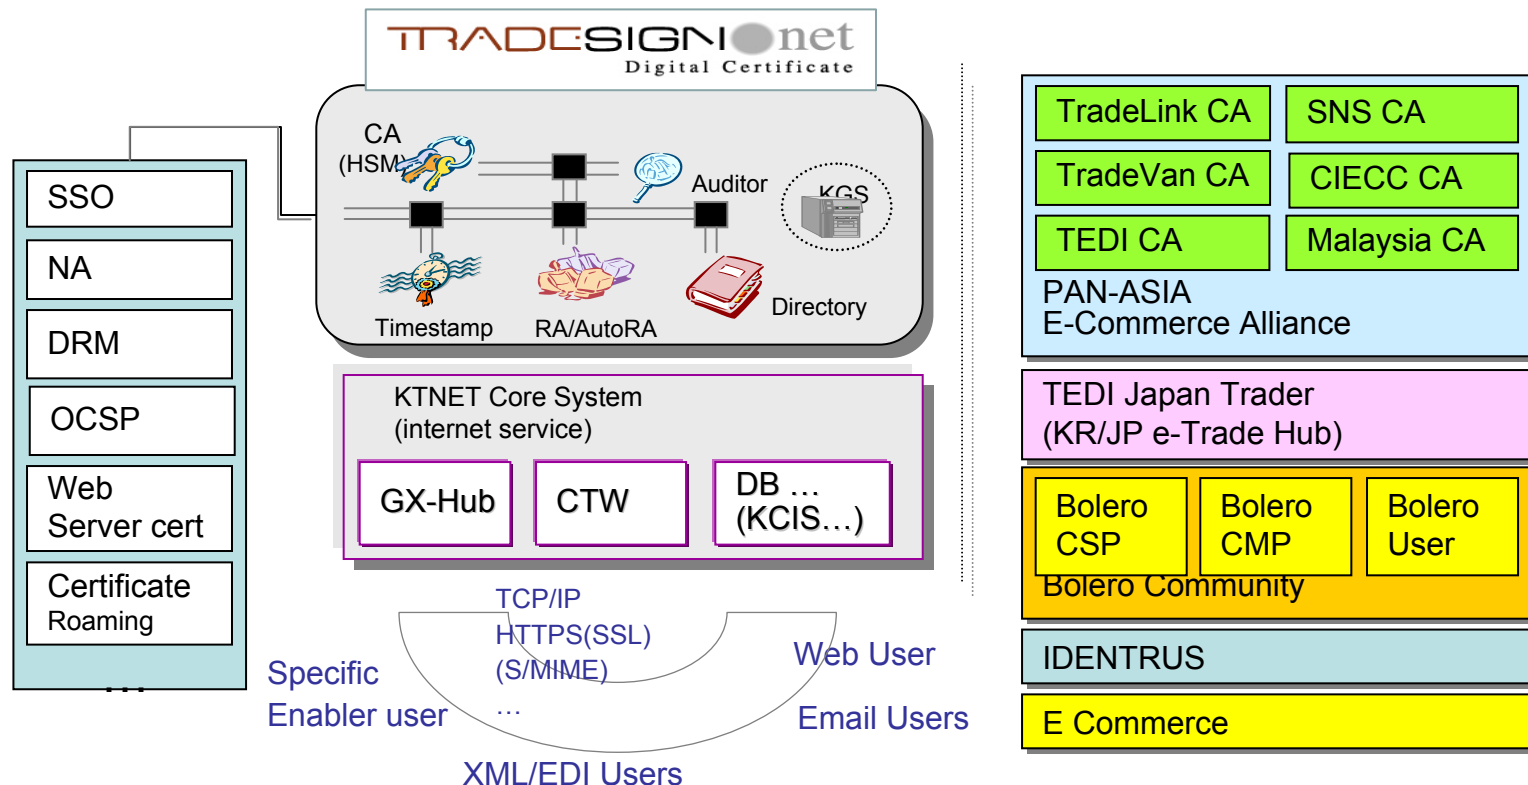 TRADESIGN net
Digital Certificate
SSO
NA
DRM
OCSP
Web
Server cert
Certificate
Roaming
…
CA
(HSM)
Auditor
KGS
Timestamp
RA/AutoRA
Directory
KTNET Core System
(internet service)
GX-Hub
CTW
DB …
(KCIS…)
TCP/IP
HTTPS(SSL)
(S/MIME)
…
Specific
Enabler user
Web User
Email Users
XML/EDI Users
TradeLink CA
SNS CA
TradeVan CA
CIECC CA
TEDI CA
Malaysia CA
PAN-ASIA
E-Commerce Alliance
TEDI Japan Trader
(KR/JP e-Trade Hub)
Bolero
CSP
Bolero
CMP
Bolero
User
Bolero Community
IDENTRUS
E Commerce